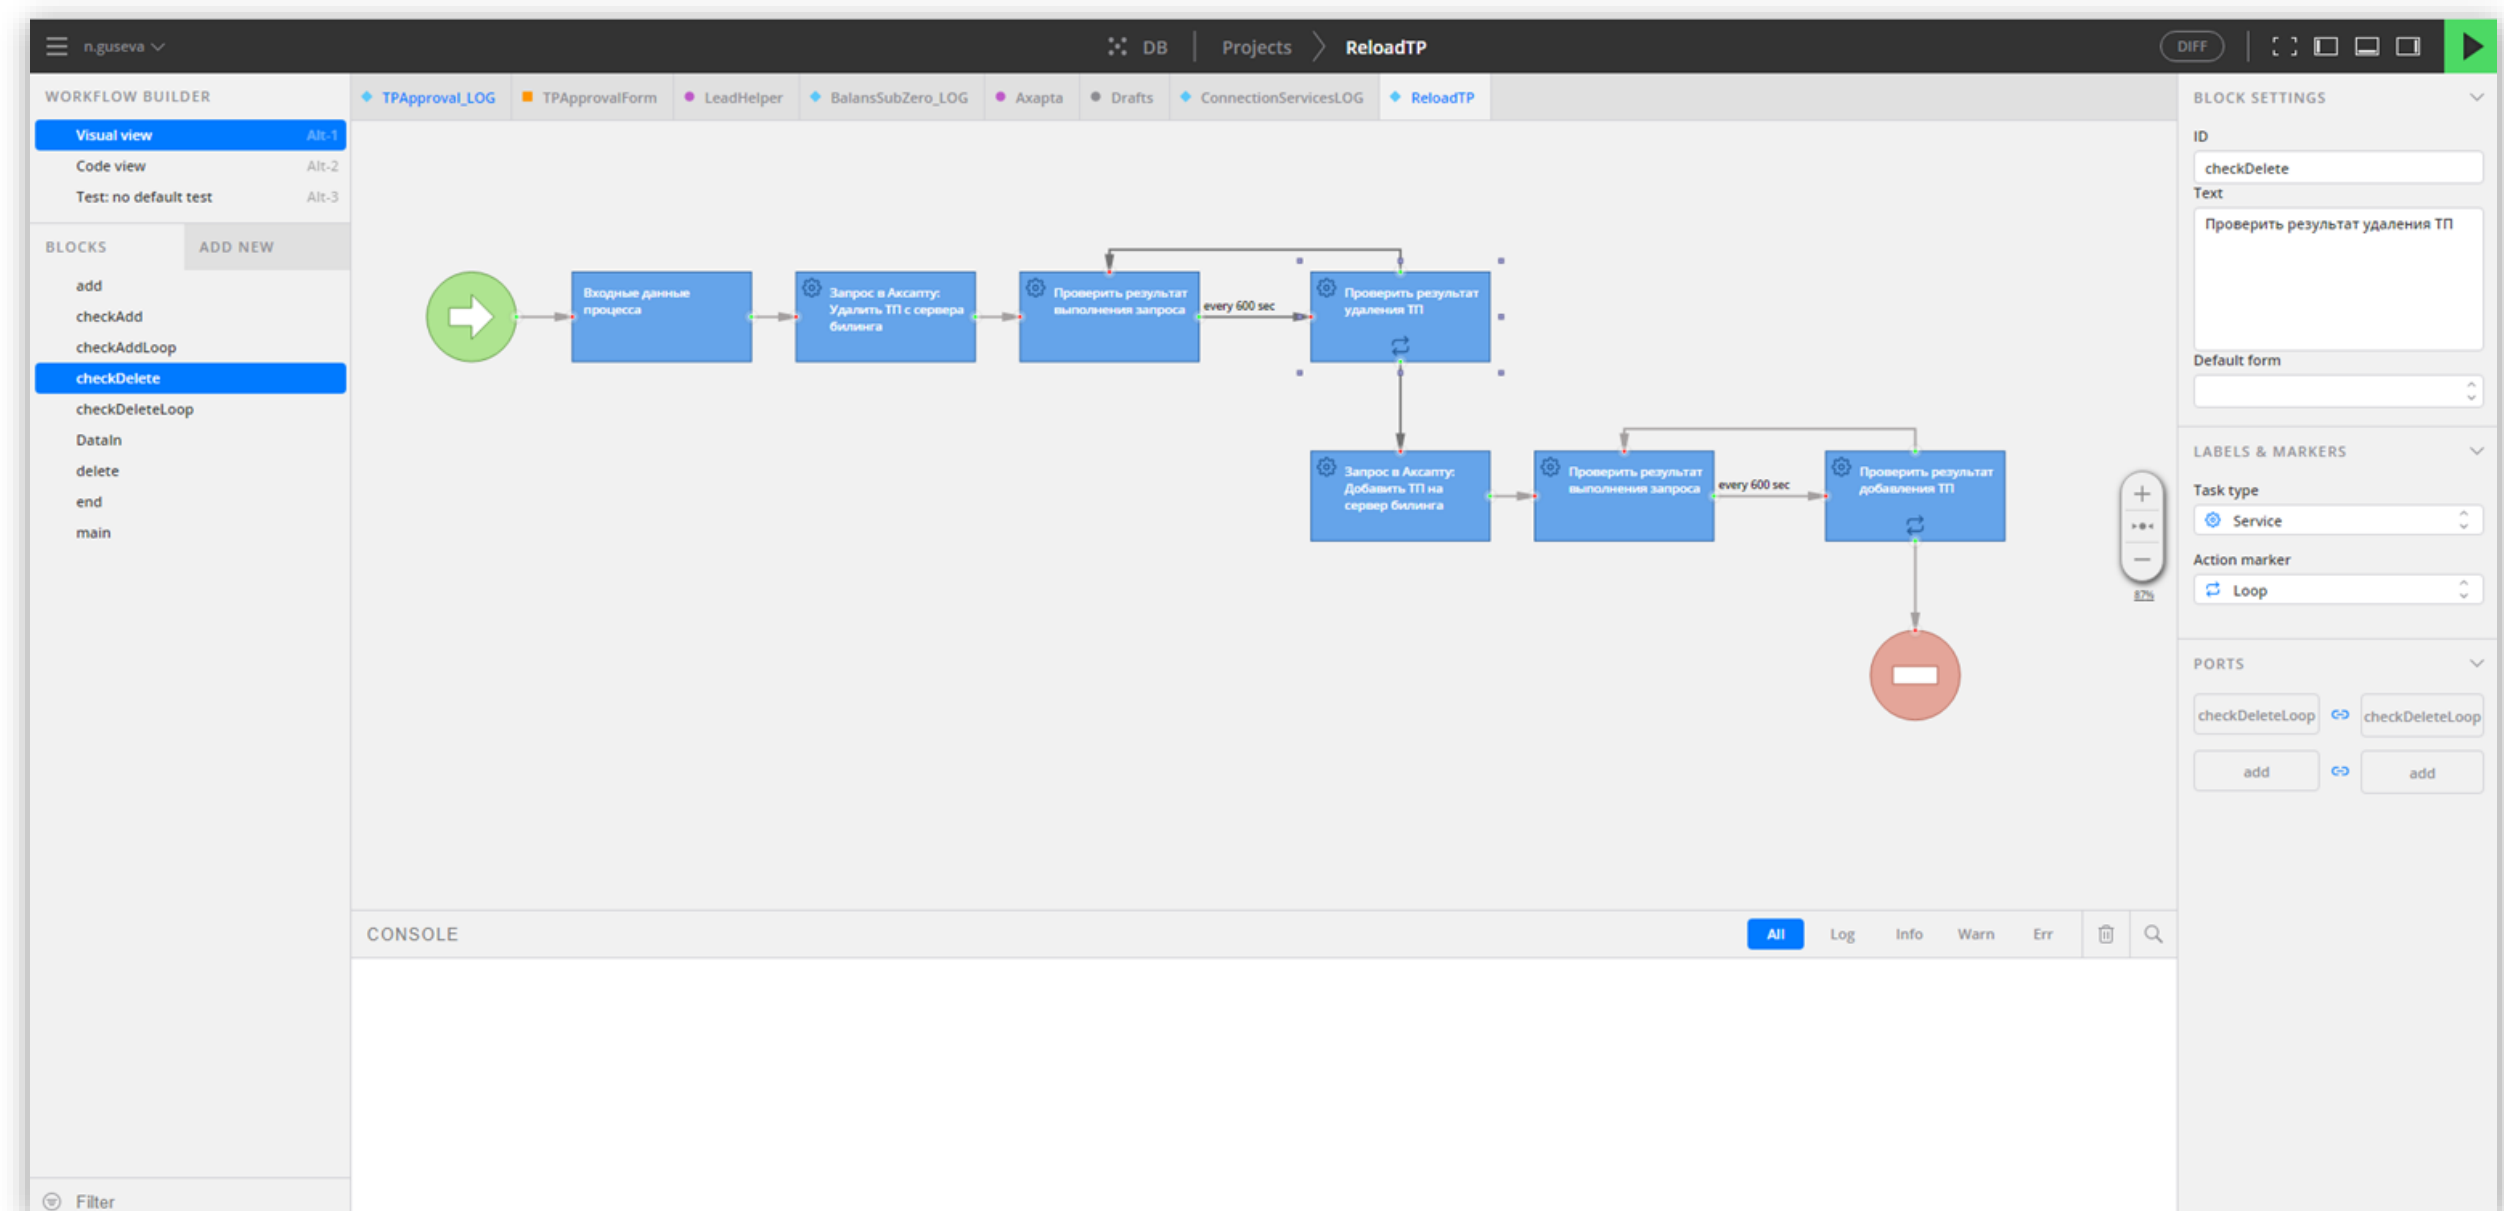 n.guseva
DB
Projects
ReloadTP
DIFF
WORKFLOW BUILDER
Visual view Alt-1
Code view Alt-2
Test: no default test Alt-3
BLOCKS
ADD NEW
add
checkAdd
checkAddLoop
checkDelete
checkDeleteLoop
DataIn
delete
end
main
Filter
TPApproval_LOG
TPApprovalForm
LeadHelper
BalansSubZero_LOG
Axapta
Drafts
ConnectionServicesLOG
ReloadTP
Входные данные
процесса
Запрос в Аксапту:
Удалить ТП с сервера
билинга
Проверить результат
выполнения запроса
every 600 sec
Проверить результат
удаления ТП
Запрос в Аксапту:
Добавить ТП на
сервер билинга
Проверить результат
выполнения запроса
every 600 sec
Проверить результат
добавления ТП
87%
CONSOLE
All
Log
Info
Warn
Err
BLOCK SETTINGS
ID
checkDelete
Text
Проверить результат удаления ТП
Default form
LABELS & MARKERS
Task type
Service
Action marker
Loop
PORTS
checkDeleteLoop checkDeleteLoop
add add